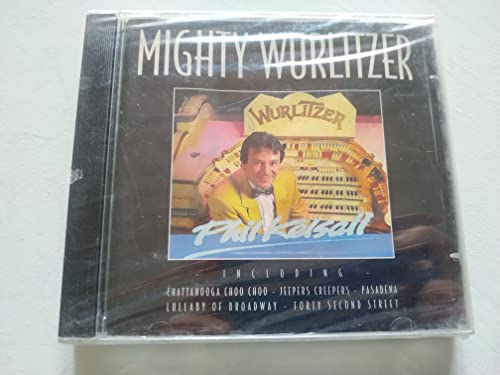 MIGHTY WURLITZER
WURLITZER
Phil Kelsall
- INCLUDING -
CHATTANOOGA CHOO CHOO - JEEPERS CREEPERS - PASADENA
LULLABY OF BROADWAY - FORTY SECOND STREET